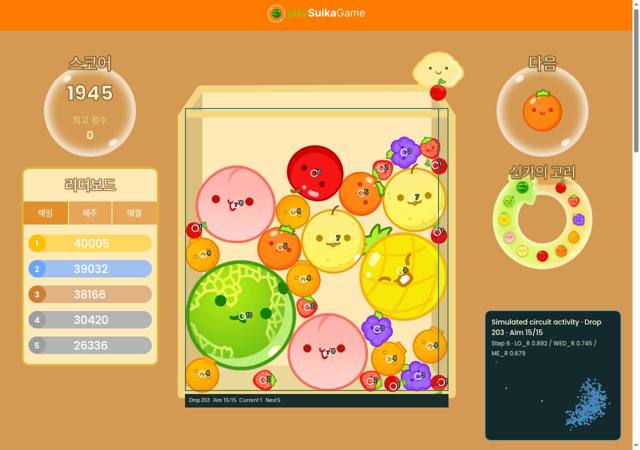 playSuikaGame
스코어
1945
최고 점수
0
리더보드
매일 매주 매월
1 40005
2 39032
3 38166
4 30420
5 26336
다음
진화의 고리
Simulated circuit activity · Drop
203 · Aim 15/15
Step 6 · LO_R 0.892 / WED_R 0.745 /
ME_R 0.679
Drop 203 Aim 15/15 Current 1 Next 5